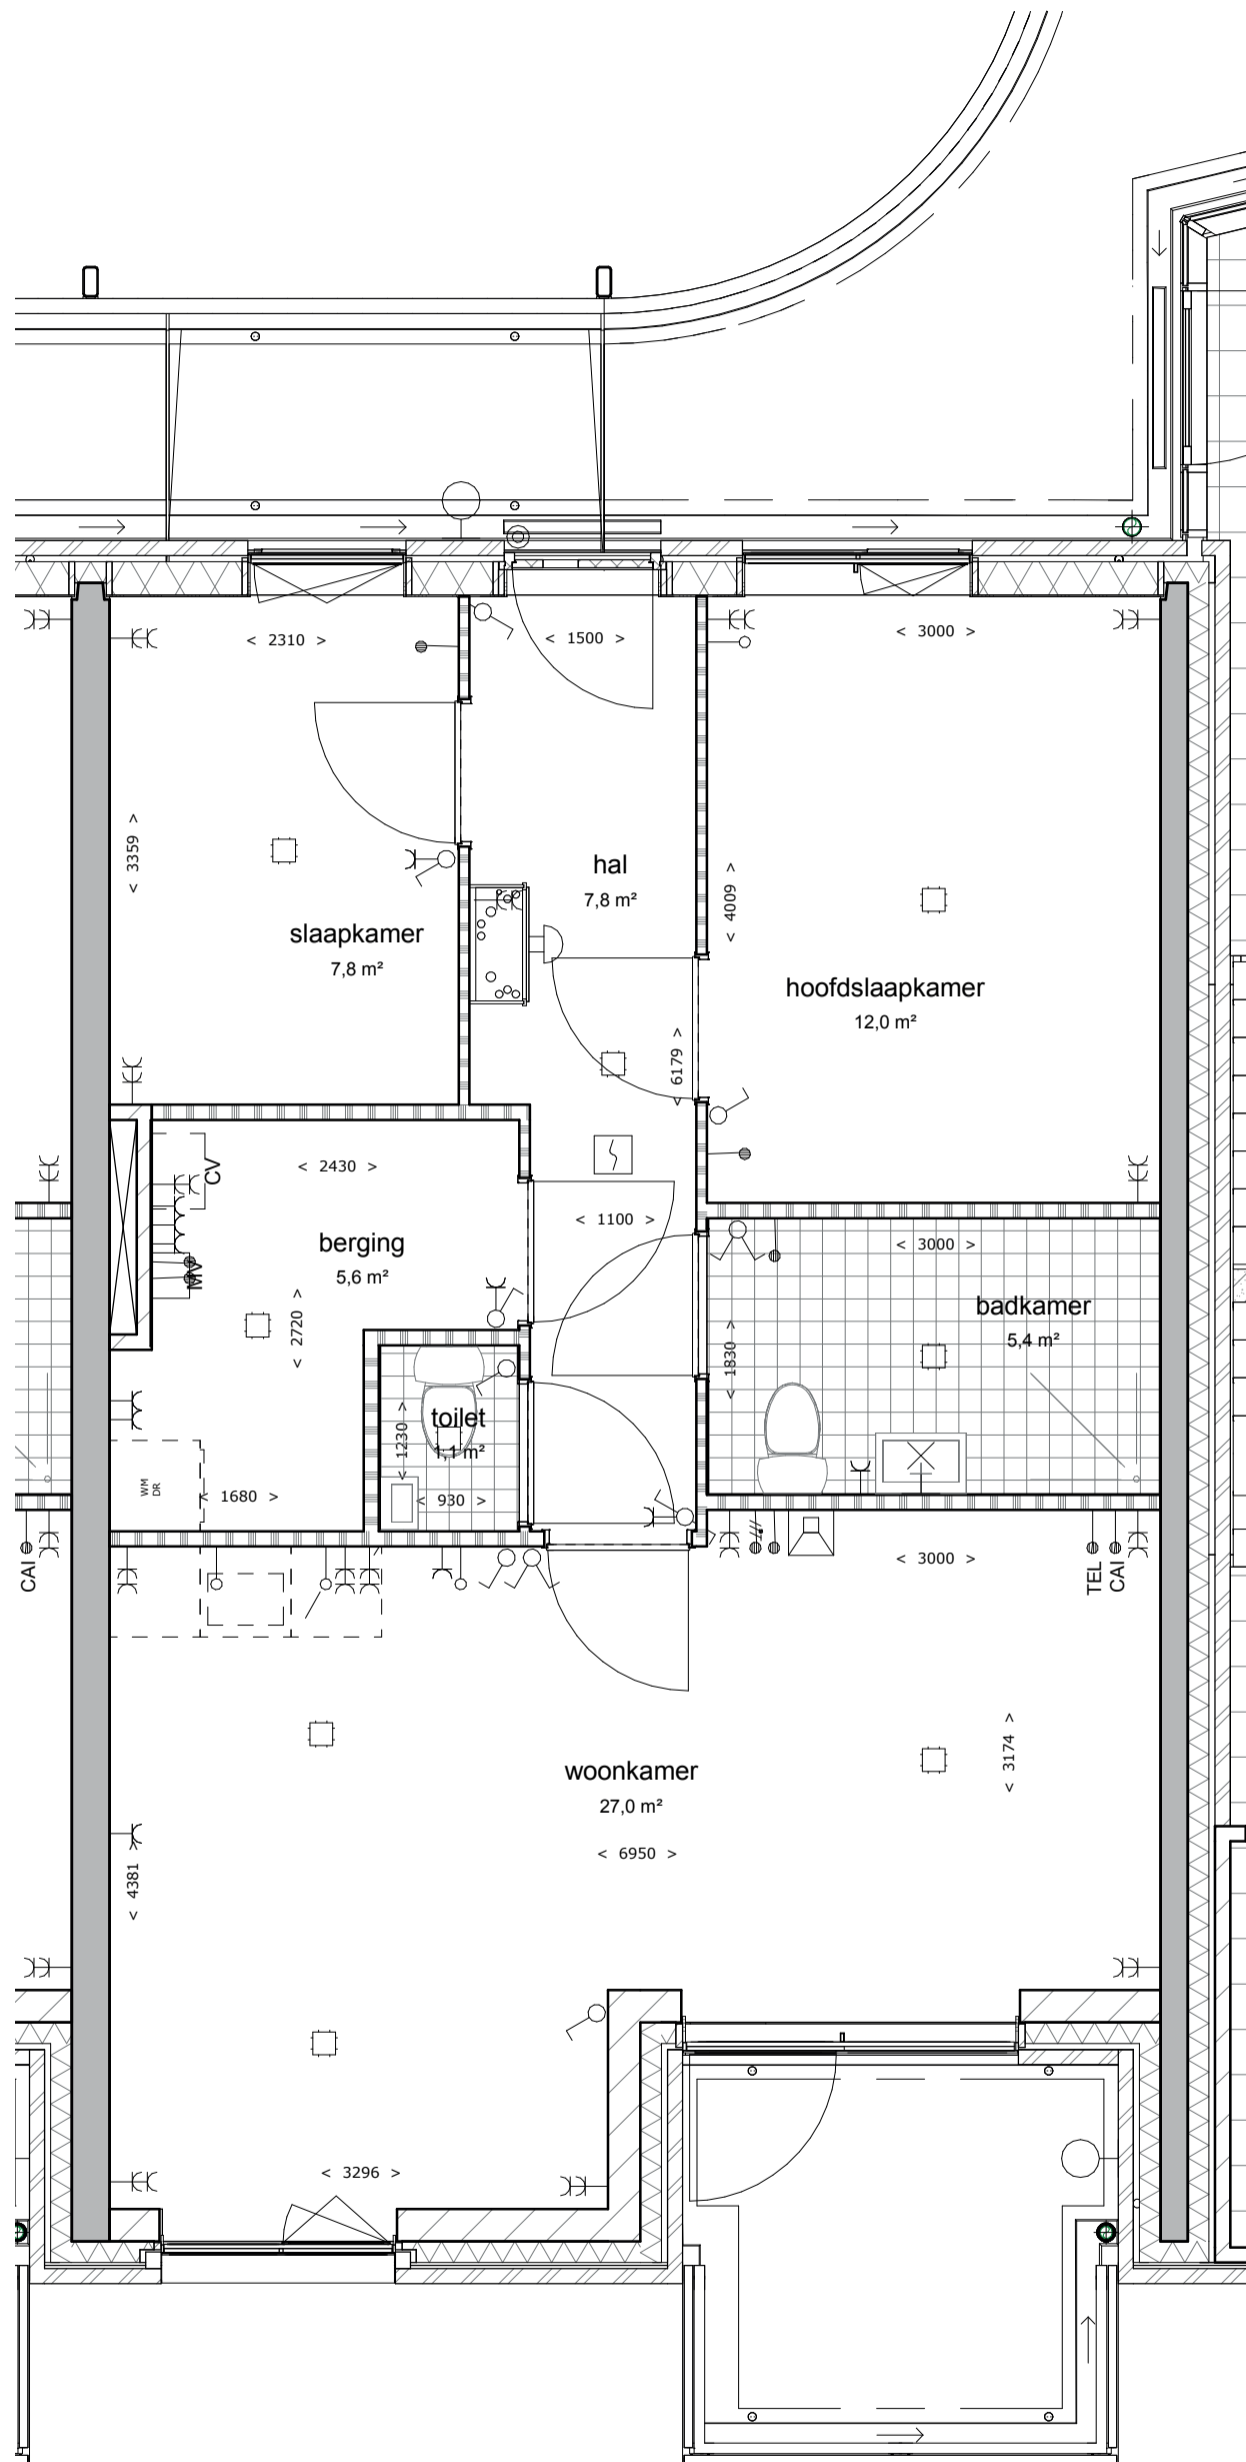 < 2310 >
< 1500 >
< 3000 >
< 3359 >
hal
7,8 m²
< 4009 >
slaapkamer
7,8 m²
hoofdslaapkamer
12,0 m²
< 6179 >
CV
< 2430 >
< 1100 >
berging
5,6 m²
< 3000 >
MV
< 2720 >
badkamer
5,4 m²
< 1830 >
toilet
1,1 m²
< 1230 >
WM
DR
< 1680 >
< 930 >
CAI
< 3000 >
TEL
CAI
woonkamer
27,0 m²
< 3174 >
< 6950 >
< 4381 >
< 3296 >